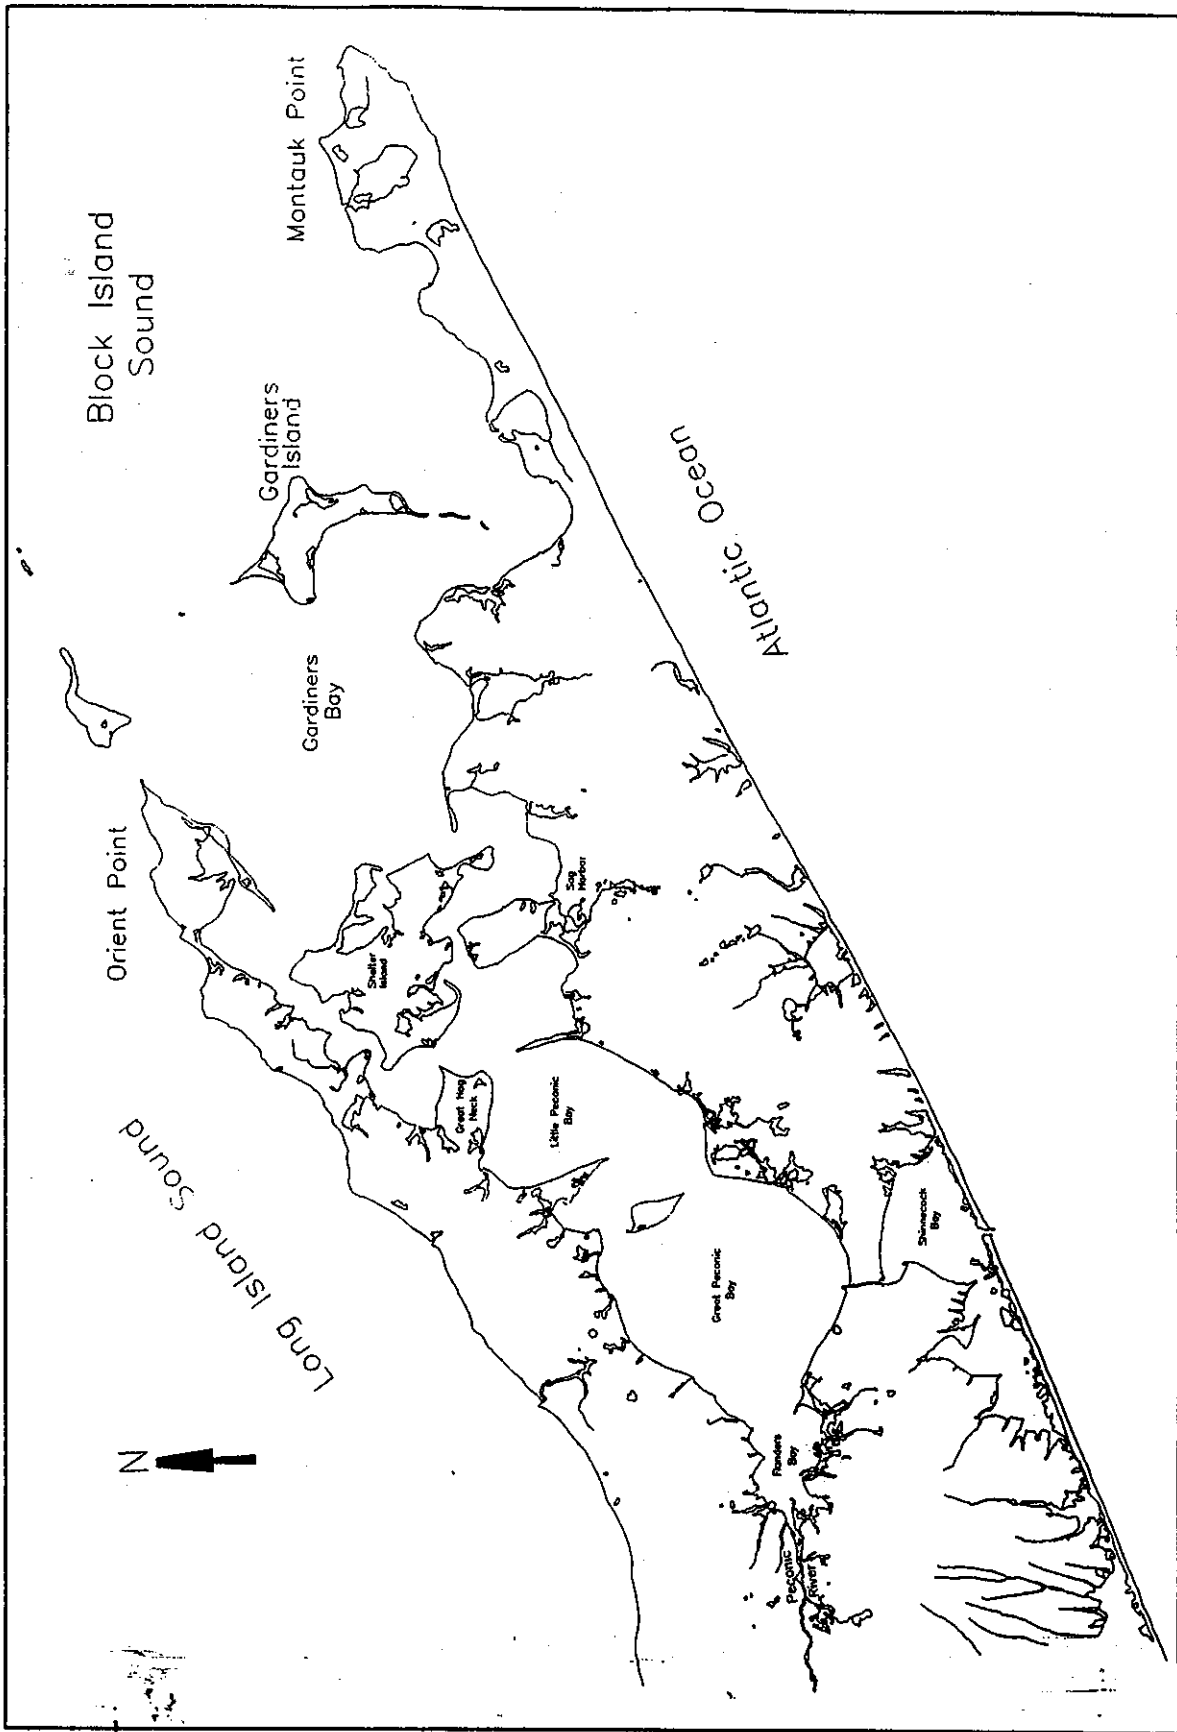 Block Island
Sound
Montauk Point
Gardiners
Island
Gardiners
Bay
Orient Point
Atlantic Ocean
Long Island Sound
Shelter
Island
Sag
Harbor
Great Hog
Neck
Little Peconic
Bay
Great Peconic
Bay
Shinnecock
Bay
Flanders
Bay
Peconic
River
N